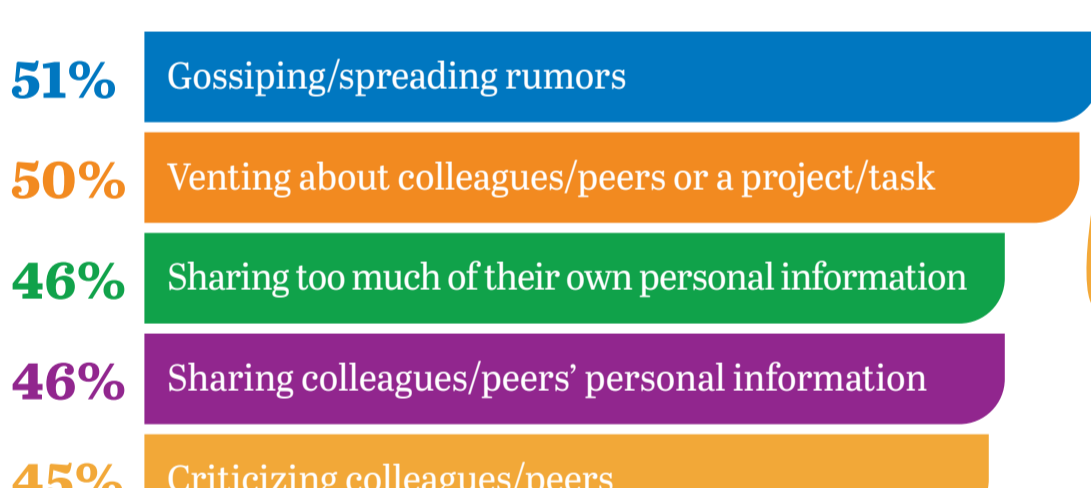 51% Gossiping/spreading rumors
50% Venting about colleagues/peers or a project/task
46% Sharing too much of their own personal information
46% Sharing colleagues/peers’ personal information
45% Criticizing colleagues/peers